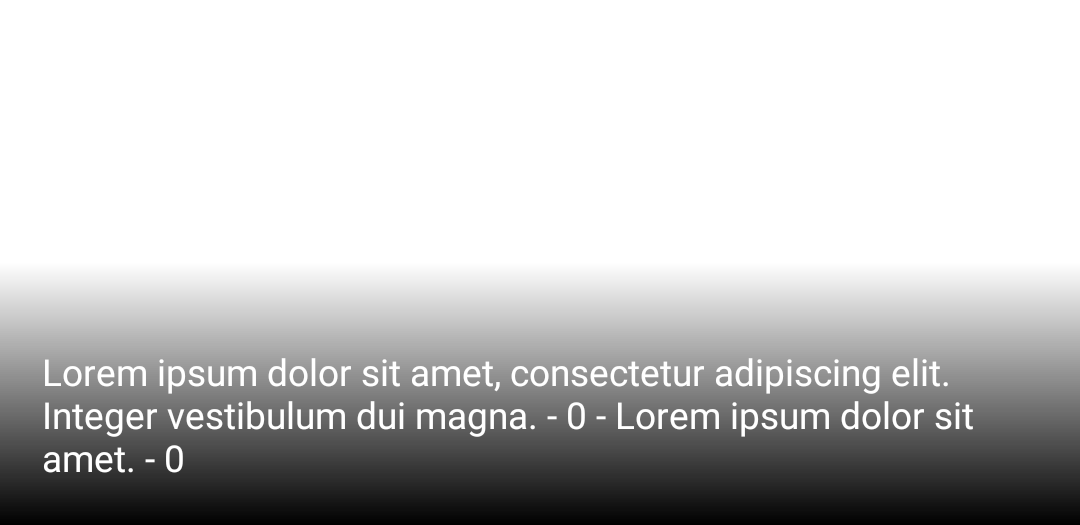 Lorem ipsum dolor sit amet, consectetur adipiscing elit.
Integer vestibulum dui magna. - 0 - Lorem ipsum dolor sit
amet. - 0